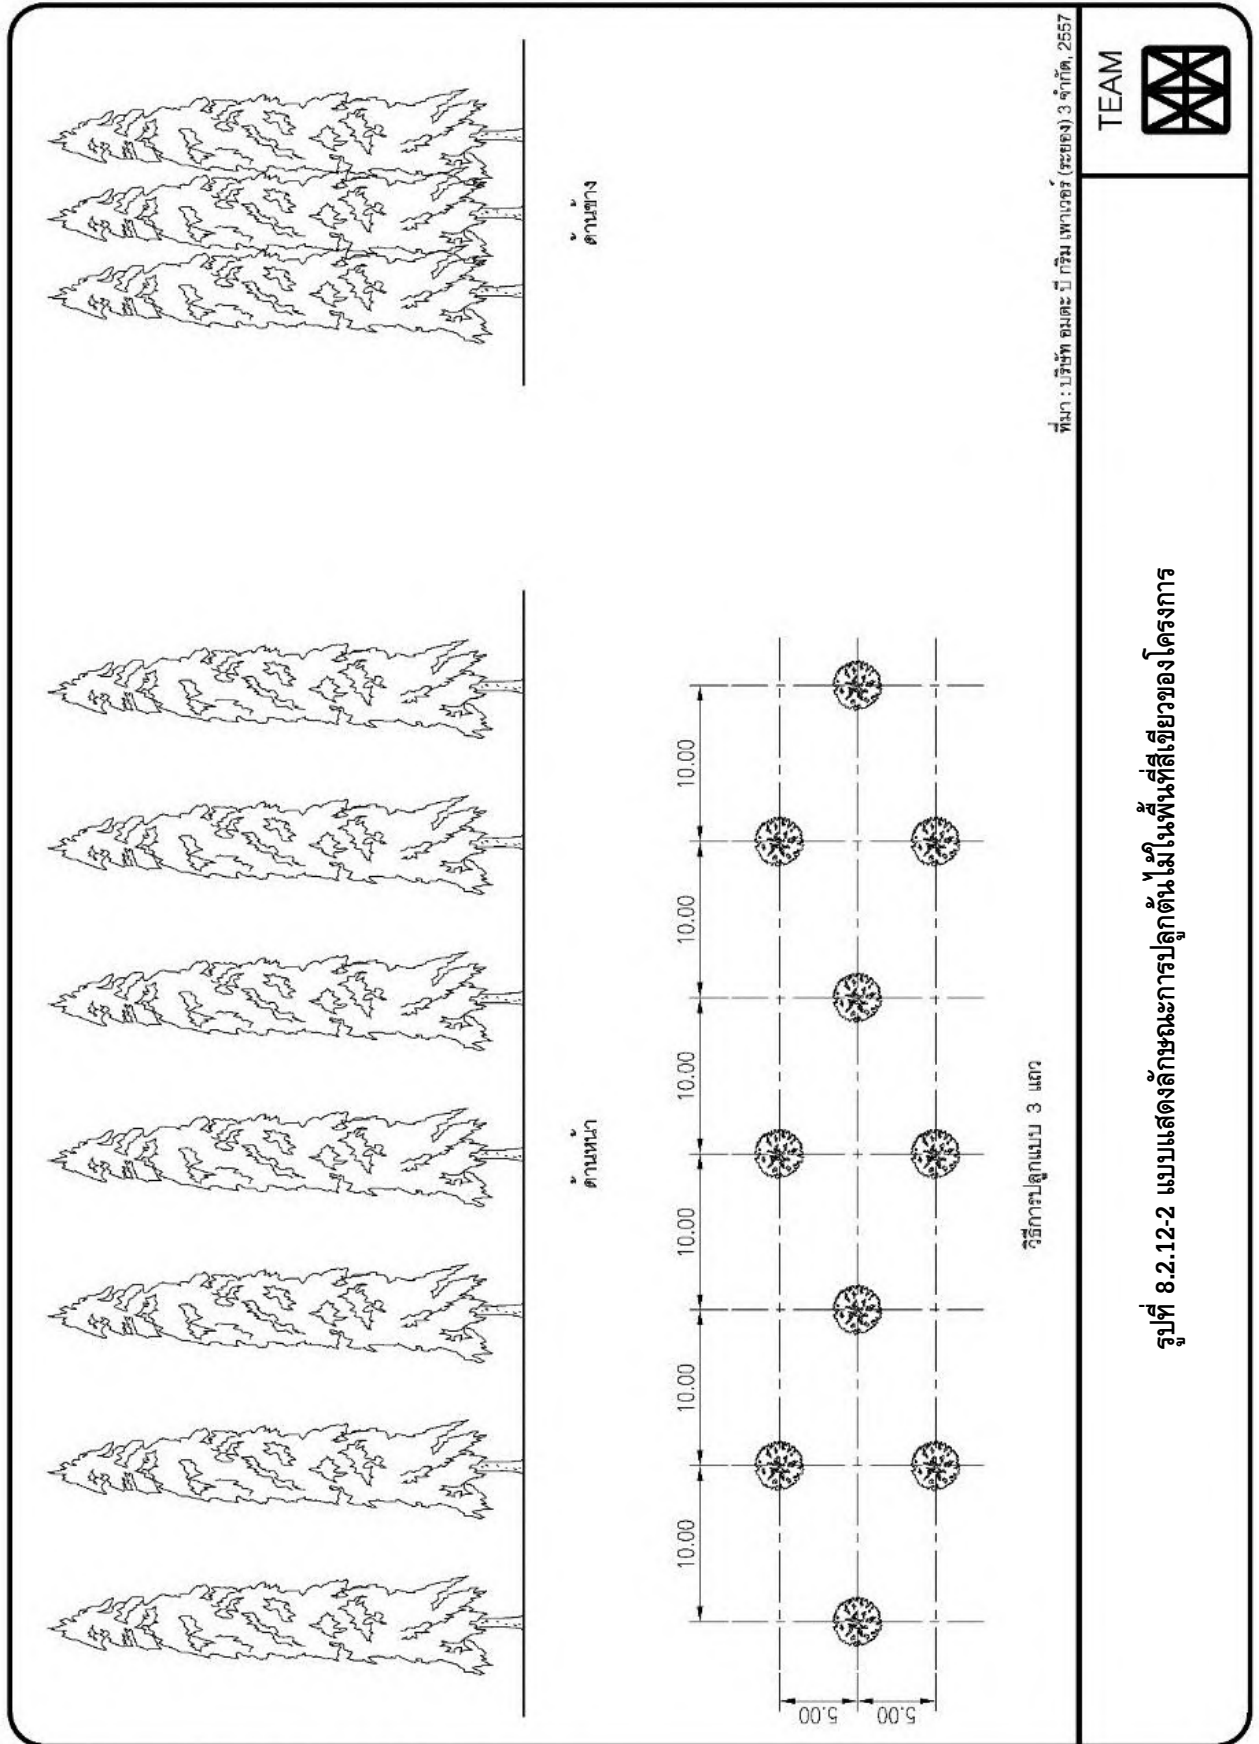 ด้านหน้า
ด้านข้าง
10.00
10.00
10.00
10.00
10.00
10.00
5.00
5.00
วิธีการปลูกแบบ 3 แถว
ที่มา : บริษัท อมตะ บี กริม เพาเวอร์ (ระยอง) 3 จำกัด, 2557
รูปที่ 8.2.12-2 แบบแสดงลักษณะการปลูกต้นไม้ในพื้นที่สีเขียวของโครงการ
TEAM